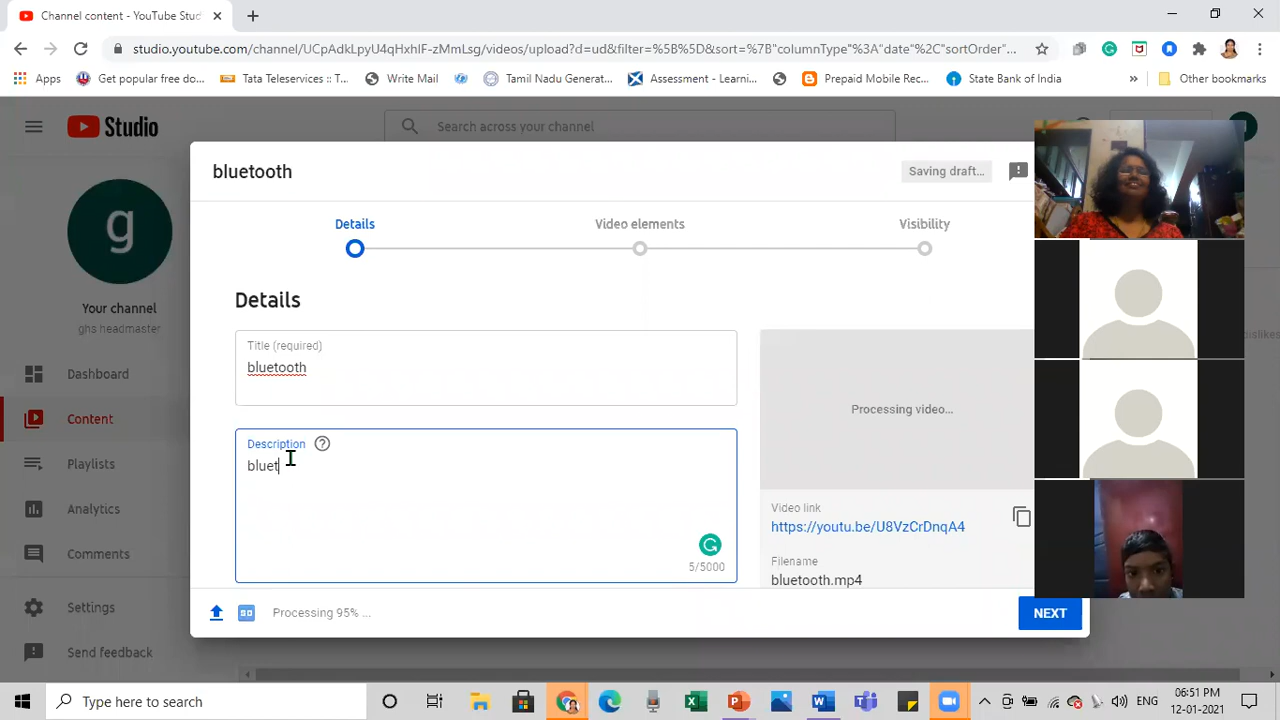 Channel content - YouTube Stud
studio.youtube.com/channel/UCpAdkLpyU4qHxhIF-zMmLsg/videos/upload?d=ud&filter=%5B%5D&sort=%7B"columnType"%3A"date"%2C"sortOrder"...
Apps
Get popular free do...
Tata Teleservices :: T...
Write Mail
Tamil Nadu Generat...
Assessment - Learni...
Prepaid Mobile Rec...
State Bank of India
»
Other bookmarks
Studio
Search across your channel
g
Your channel
ghs headmaster
Dashboard
Content
Playlists
Analytics
Comments
Settings
Send feedback
bluetooth
Saving draft...
Details
Video elements
Visibility
Details
Title (required)
bluetooth
Description
bluet
5/5000
Processing video...
Video link
https://youtu.be/U8VzCrDnqA4
Filename
bluetooth.mp4
SD
Processing 95% ...
NEXT
dislikes
Type here to search
06:51 PM
12-01-2021